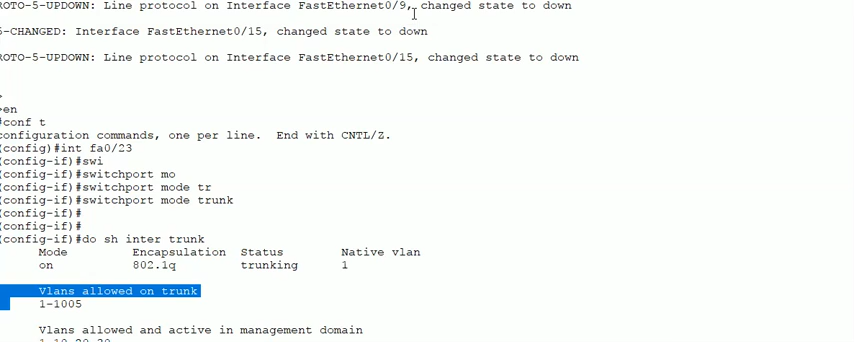 ROTO-5-UPDOWN: Line protocol on Interface FastEthernet0/9, changed state to down
5-CHANGED: Interface FastEthernet0/15, changed state to down
ROTO-5-UPDOWN: Line protocol on Interface FastEthernet0/15, changed state to down
>
>en
#conf t
onfiguration commands, one per line. End with CNTL/Z.
(config)#int fa0/23
(config-if)#swi
(config-if)#switchport mo
(config-if)#switchport mode tr
(config-if)#switchport mode trunk
(config-if)#
(config-if)#
(config-if)#do sh inter trunk
Mode Encapsulation Status Native vlan
on 802.1q trunking 1
Vlans allowed on trunk
1-1005
Vlans allowed and active in management domain
1,10,20,30